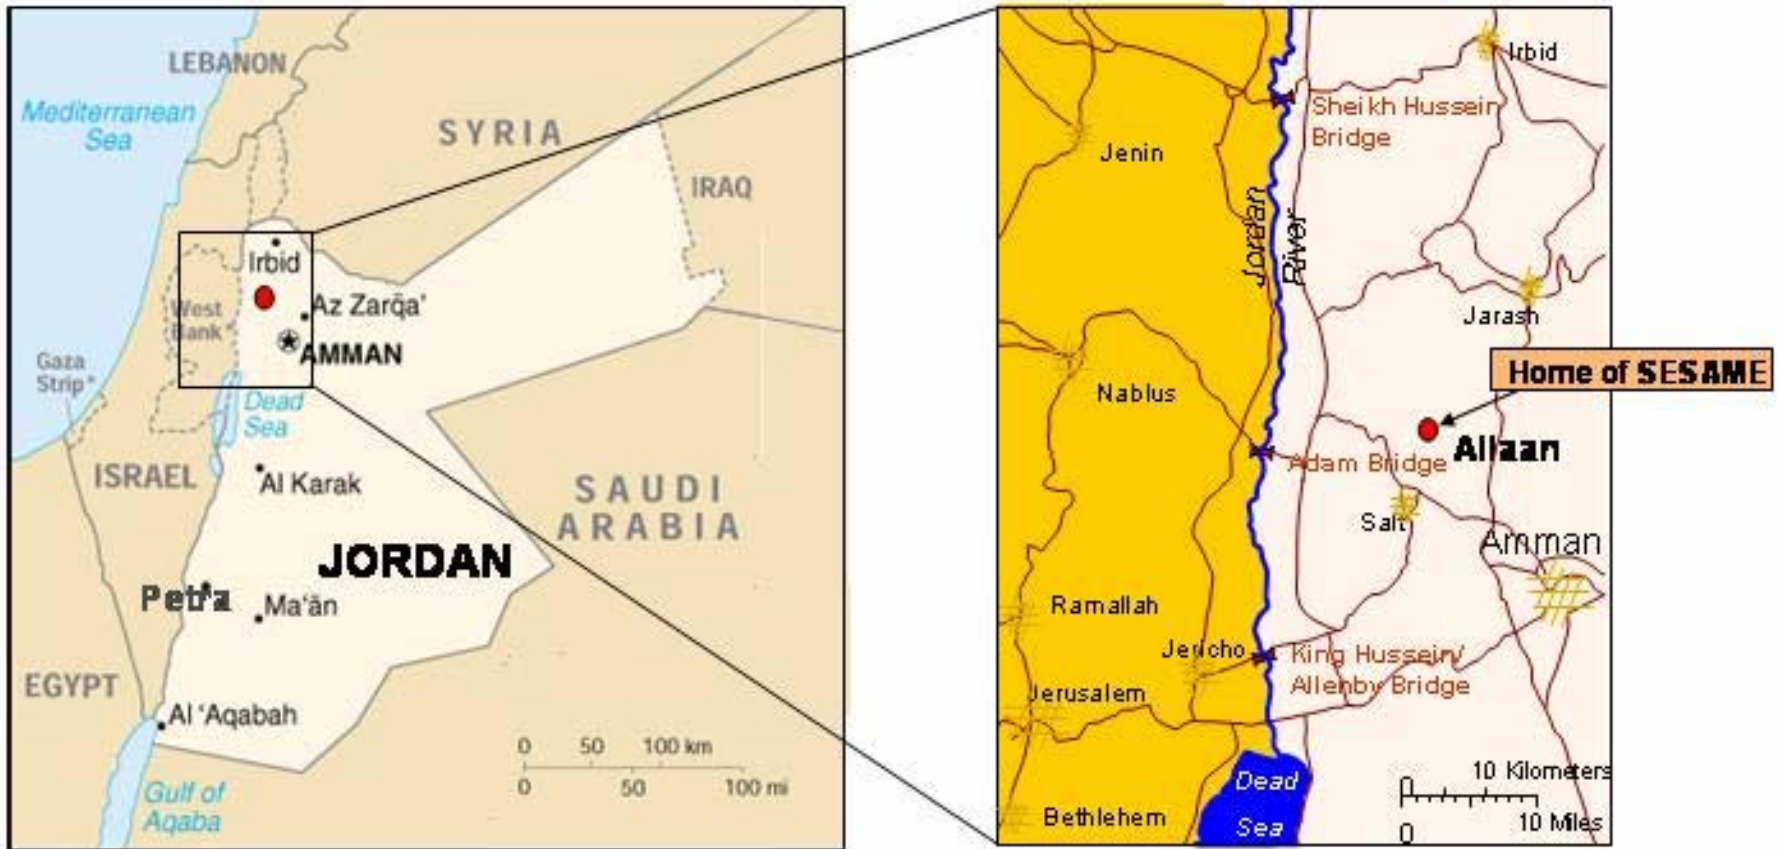 LEBANON
Mediterranean
Sea
SYRIA
IRAQ
Irbid
West
Bank*
Az Zarqa'
AMMAN
Gaza
Strip*
Dead
Sea
ISRAEL
Al Karak
SAUDI
ARABIA
JORDAN
Petra
Ma'ān
EGYPT
Al 'Aqabah
0 50 100 km
0 50 100 mi
Gulf of
Aqaba
Irbid
Sheikh Hussein
Bridge
Jenin
Jordan
River
Jarash
Home of SESAME
Nablus
Allaan
Adam Bridge
Salt
Amman
Ramallah
Jericho
King Hussein/
Allenby Bridge
Jerusalem
Dead
Sea
0 10 Kilometers
0 10 Miles
Bethlehem